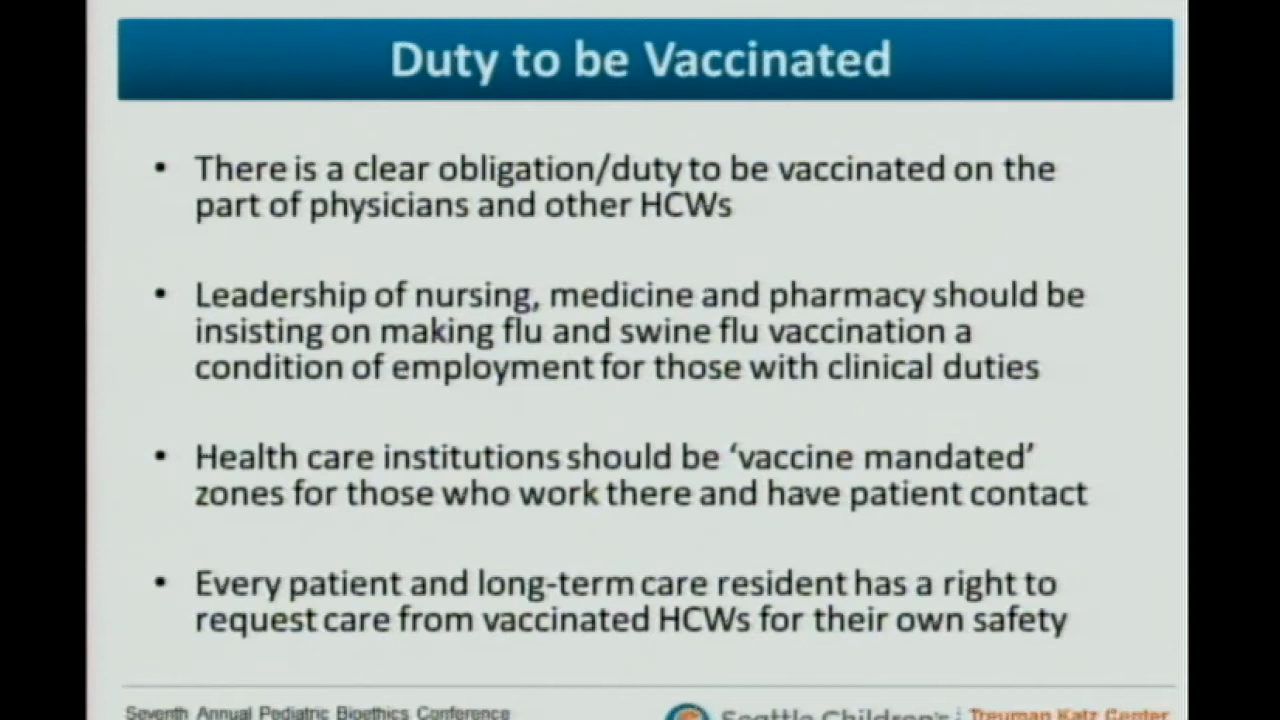 Duty to be Vaccinated
• There is a clear obligation/duty to be vaccinated on the
part of physicians and other HCWs
• Leadership of nursing, medicine and pharmacy should be
insisting on making flu and swine flu vaccination a
condition of employment for those with clinical duties
• Health care institutions should be ‘vaccine mandated’
zones for those who work there and have patient contact
• Every patient and long-term care resident has a right to
request care from vaccinated HCWs for their own safety
Seventh Annual Pediatric Bioethics Conference
Seattle Children's Treuman Katz Center